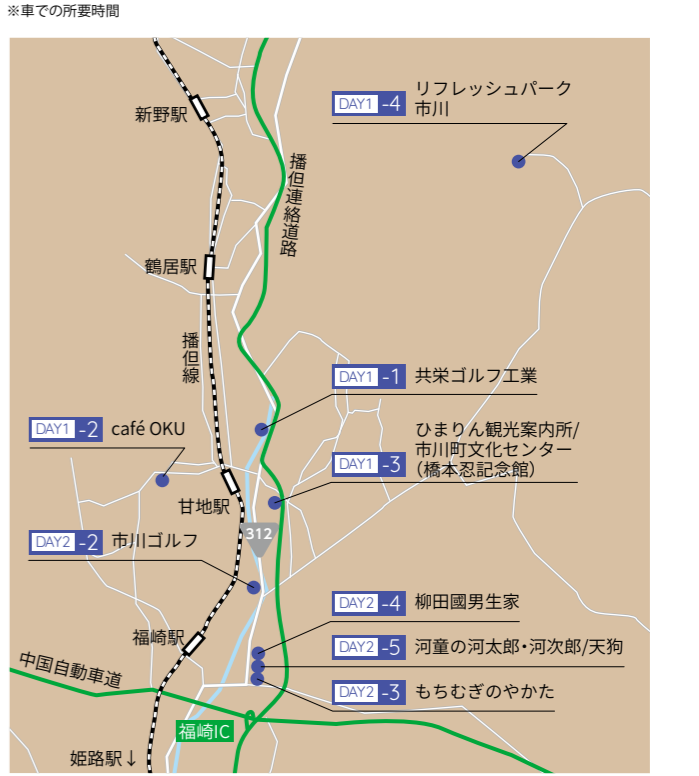 ※車での所要時間
DAY1 -4 リフレッシュパーク
市川
新野駅
播但連絡道路
鶴居駅
播但線
DAY1 -1 共栄ゴルフ工業
DAY1 -2 café OKU
DAY1 -3 ひまりん観光案内所/
市川町文化センター
（橋本忍記念館）
甘地駅
312
DAY2 -2 市川ゴルフ
DAY2 -4 柳田國男生家
福崎駅
DAY2 -5 河童の河太郎・河次郎/天狗
中国自動車道
DAY2 -3 もちむぎのやかた
福崎IC
姫路駅↓